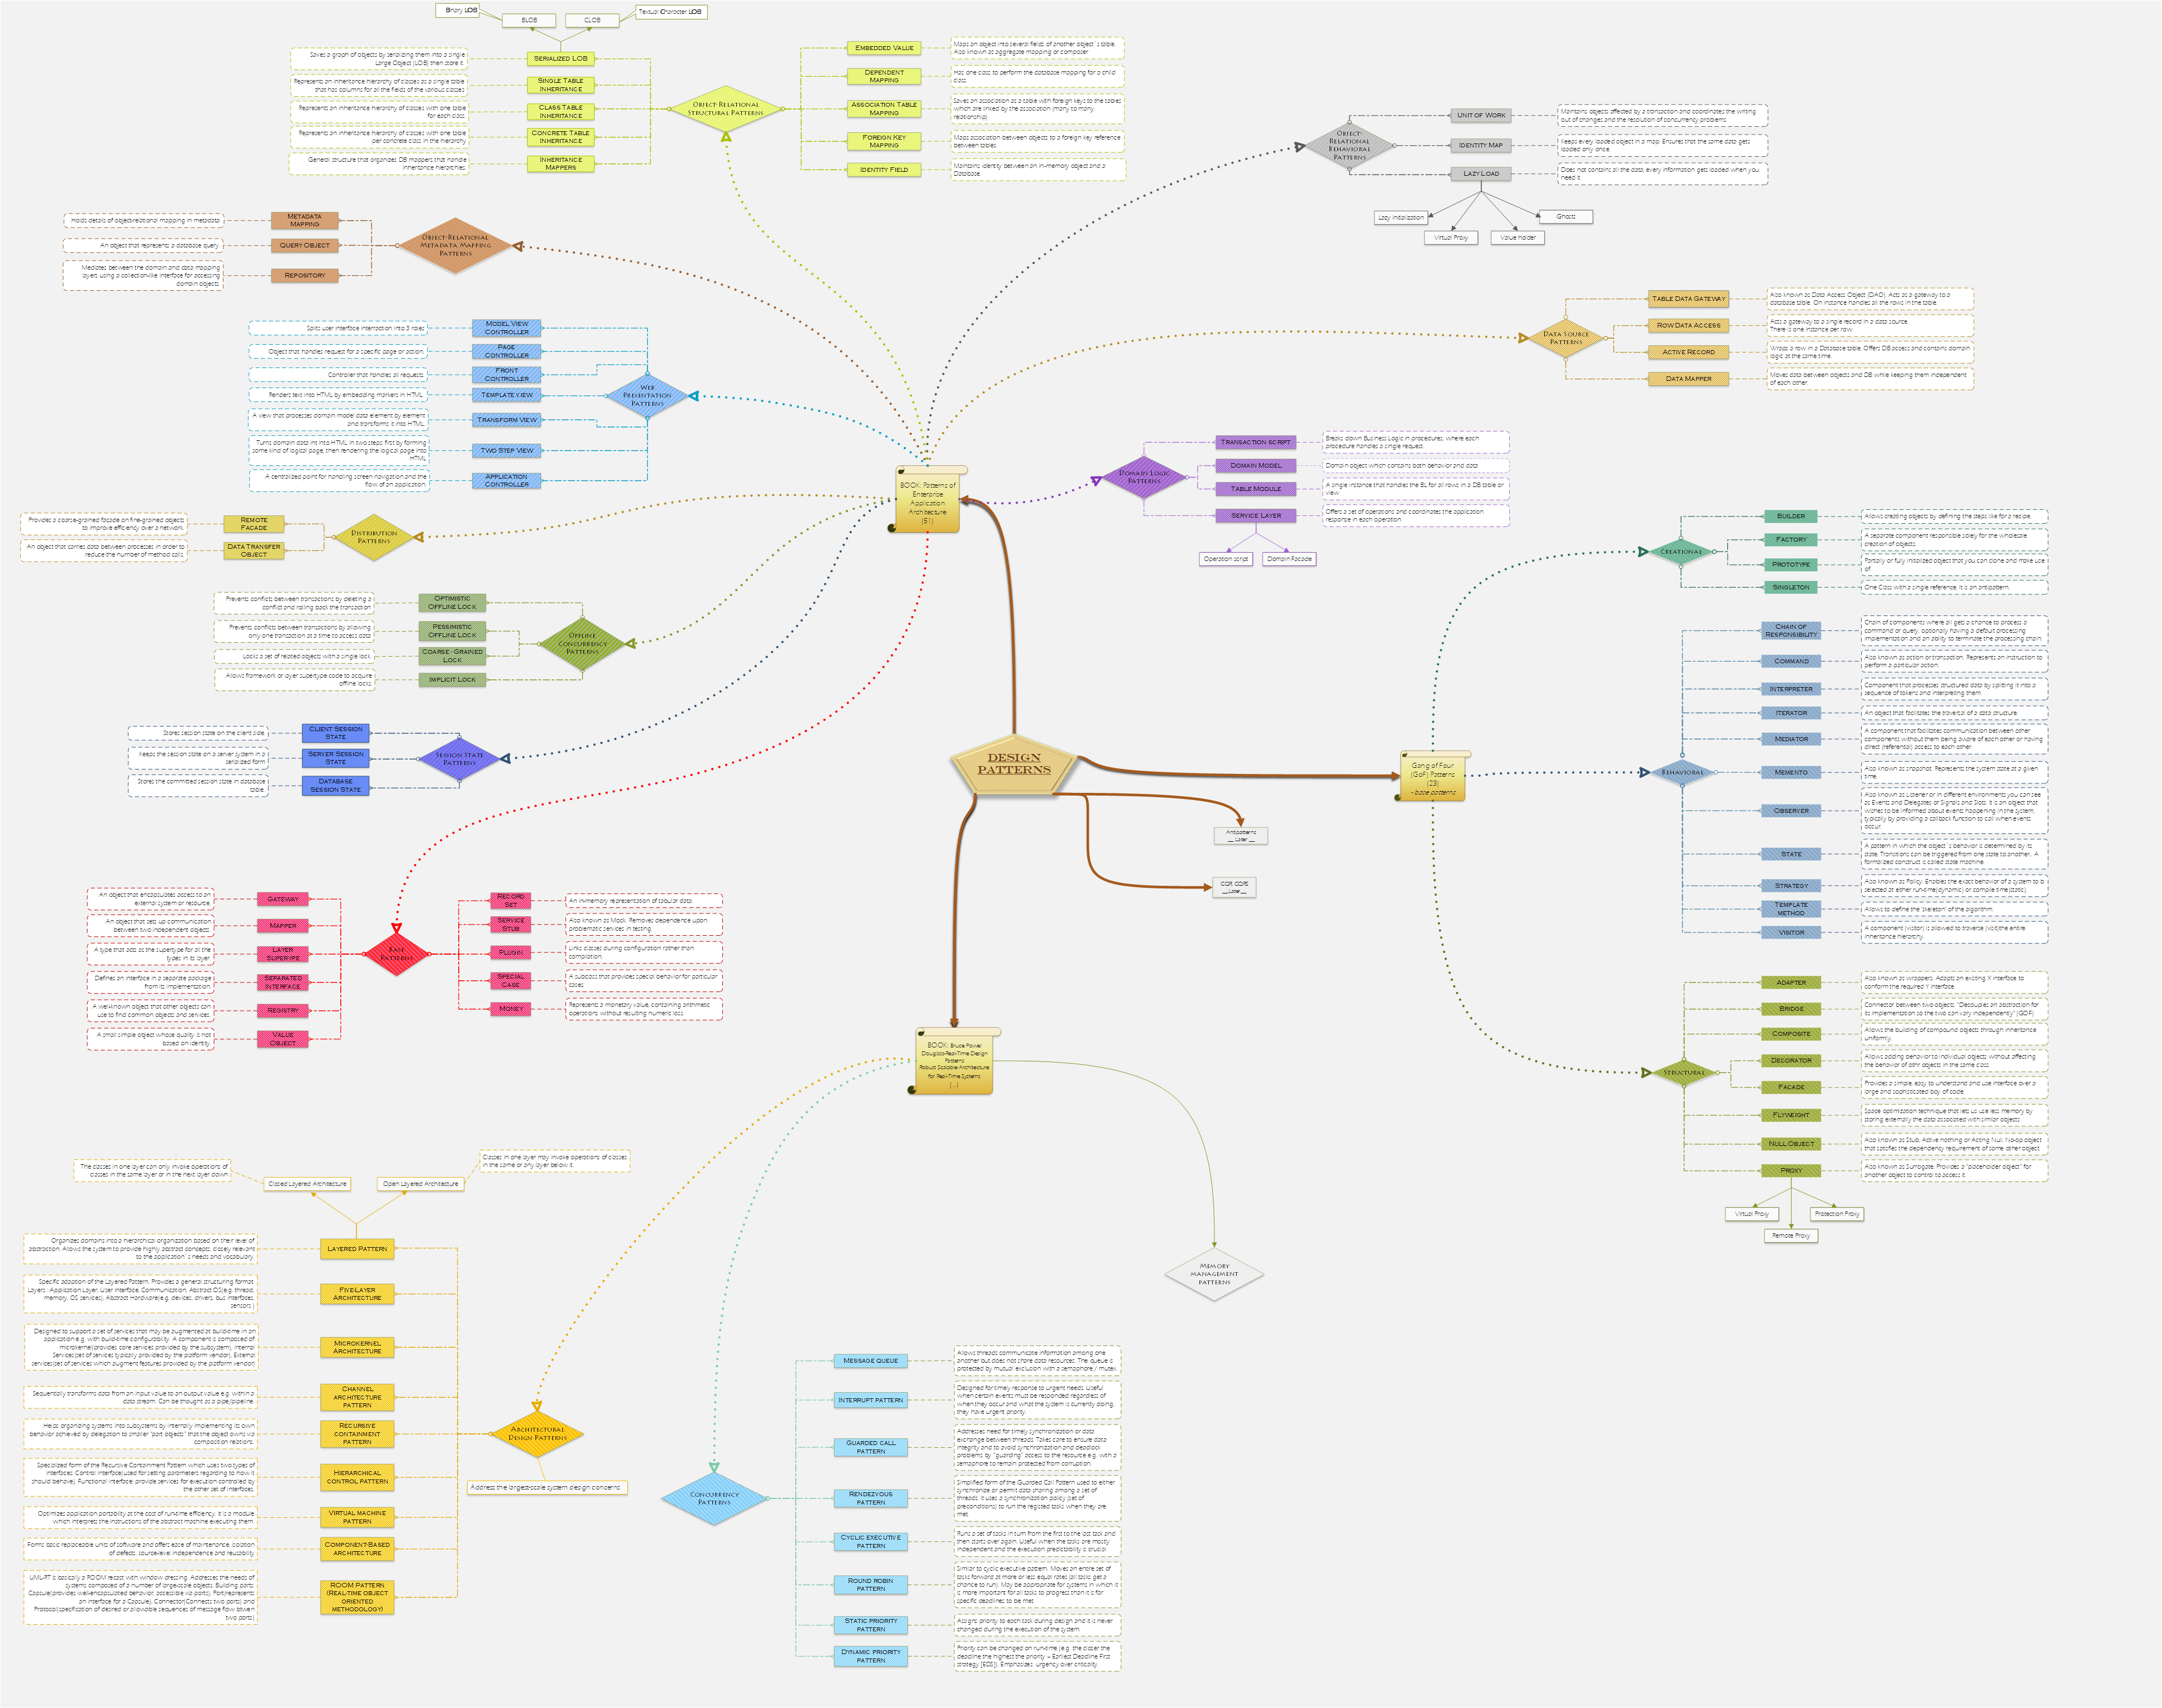 Binary LOB
BLOB
CLOB
Textual Character LOB
Saves a graph of objects by serializing them into a single
Large Object (LOB) then store it.
SERIALIZED LOB
Represents an inheritance hierarchy of classes as a single table
that has columns for all the fields of the various classes
SINGLE TABLE
INHERITANCE
Represents an inheritance hierarchy of classes with one table
for each class.
CLASS TABLE
INHERITANCE
Represents an inheritance hierarchy of classes with one table
per concrete class in the hierarchy
CONCRETE TABLE
INHERITANCE
General structure that organizes DB mappers that handle
inheritance hierarchies.
INHERITANCE
MAPPERS
OBJECT-RELATIONAL
STRUCTURAL PATTERNS
EMBEDDED VALUE
Maps an object into several fields of another object´s table.
Also known as aggregate mapping or composer
DEPENDENT
MAPPING
Has one class to perform the database mapping for a child
class.
ASSOCIATION TABLE
MAPPING
Saves an association as a table with foreign keys to the tables
which are linked by the association (many to many
relationship)
FOREIGN KEY
MAPPING
Maps association between objects to a foreign key reference
between tables
IDENTITY FIELD
Maintains identity between an in-memory object and a
Database.
OBJECT-
RELATIONAL
BEHAVIORAL
PATTERNS
UNIT OF WORK
Maintains objects affected by a transaction and coordinates the writing
out of changes and the resolution of concurrency problems.
IDENTITY MAP
Keeps every loaded object in a map. Ensures that the same data gets
loaded only once.
LAZY LOAD
Does not contains all the data, every information gets loaded when you
need it
Lazy initialization
Virtual Proxy
Value holder
Ghosts
Holds details of object-relational mapping in metadata
METADATA
MAPPING
An object that represents a database query.
QUERY OBJECT
Mediates between the domain and data mapping
layers using a collection-like interface for accessing
domain objects.
REPOSITORY
OBJECT-RELATIONAL
METADATA MAPPING
PATTERNS
Splits user interface interraction into 3 roles
MODEL VIEW
CONTROLLER
Object that handles request for a specific page or action.
PAGE
CONTROLLER
Controller that handles all requests.
FRONT
CONTROLLER
Renders text into HTML by embedding markers in HTML
TEMPLATE VIEW
A view that processes domain model data element by element
and transforms it into HTML
TRANSFORM VIEW
Turns domain data int into HTML in two steps: first by forming
some kind of logical page, then rendering the logical page into
HTML
TWO STEP VIEW
A centralized point for handling screen navigation and the
flow of an application.
APPLICATION
CONTROLLER
WEB
PRESENTATION
PATTERNS
DATA SOURCE
PATTERNS
TABLE DATA GATEWAY
Also known as Data Access Object (DAO). Acts as a gateway to a
database table. On instance handles all the rows in the table.
ROW DATA ACCESS
Acts a gateway to a single record in a data source.
There is one instance per row.
ACTIVE RECORD
Wraps a row in a Database table. Offers DB access and contains domain
logic at the same time.
DATA MAPPER
Moves data between objects and DB while keeping them independent
of each other.
DOMAIN LOGIC
PATTERNS
TRANSACTION SCRIPT
Breaks down Business Logic in procedures, where each
procedure handles a single request.
DOMAIN MODEL
Domain object which contains both behavior and data
TABLE MODULE
A single instance that handles the BL for all rows in a DB table or
view
SERVICE LAYER
Offers a set of operations and coordinates the application
response in each operation
Operation script
Domain Facade
BOOK: Patterns of
Enterprise
Application
Architecture
(51)
Provides a coarse-grained façade on fine-grained objects
to improve efficiency over a network.
REMOTE
FACADE
An object that carries data between processes in order to
reduce the number of method calls.
DATA TRANSFER
OBJECT
DISTRIBUTION
PATTERNS
Prevents conflicts between transactions by deleting a
conflict and rolling back the transaction
OPTIMISTIC
OFFLINE LOCK
Prevents conflicts between transactions by allowing
only one transaction at a time to access data
PESSIMISTIC
OFFLINE LOCK
Locks a set of related objects with a single lock.
COARSE - GRAINED
LOCK
Allows framework or layer supertype code to acquire
offline locks.
IMPLICIT LOCK
OFFLINE
CONCURRENCY
PATTERNS
Stores session state on the client side.
CLIENT SESSION
STATE
Keeps the session state on a server system in a
serialized form
SERVER SESSION
STATE
Stores the committed session state in database
table.
DATABASE
SESSION STATE
SESSION STATE
PATTERNS
DESIGN
PATTERNS
Gang of Four
(GoF) Patterns
(23)
- base patterns
Antipatterns
__ Later __
COR CORE
__Later__
CREATIONAL
BUILDER
Allows creating objects by defining the steps like for a recipe.
FACTORY
A separate component responsible solely for the wholesale
creation of objects.
PROTOTYPE
Partially or fully initialized object that you can clone and make use
of
SINGLETON
One Class with a single reference. It is an antipattern.
BEHAVIORAL
CHAIN OF
RESPONSIBILITY
Chain of components where all gets a chance to process a
command or query, optionally having a default processing
implementation and an ability to terminate the processing chain.
COMMAND
Also known as action or transaction. Represents an instruction to
perform a particular action.
INTERPRETER
Component that processes structured data by splitting it into a
sequence of tokens and interpreting them
ITERATOR
An object that facilitates the traversal of a data structure.
MEDIATOR
A component that facilitates communication between other
components without them being aware of each other or having
direct (referential) access to each other.
MEMENTO
Also known as snapshot. Represents the system state at a given
time.
OBSERVER
Also known as Listener or in different environments you can see
as Events and Delegates or Signals and Slots. It is an object that
wishes to be informed about events happening in the system,
typically by providing a callback function to call when events
occur.
STATE
A pattern in which the object´s behavior is determined by its
state. Transitions can be triggered from one state to another. A
formalized construct is called state machine.
STRATEGY
Also known as Policy. Enables the exact behavior of a system to be
selected at either run-time(dynamic) or compile time(static).
TEMPLATE
METHOD
Allows to define the "skeleton" of the algorithm.
VISITOR
A component (visitor) is allowed to traverse (visit)the entire
inheritance hierarchy.
An object that encapsulates access to an
external system or resource.
GATEWAY
An object that sets up communication
between two independent objects.
MAPPER
A type that acts as the supertype for all the
types in its layer.
LAYER
SUPERYPE
Defines an interface in a separate package
from its implementation.
SEPARATED
INTERFACE
A well-known object that other objects can
use to find common objects and services.
REGISTRY
A small simple object whose quality is not
based on identity.
VALUE
OBJECT
BASE
PATTERNS
RECORD
SET
An in-memory representation of tabular data.
SERVICE
STUB
Also known as Mock. Removes dependence upon
problematic services in testing.
PLUGIN
Links classes during configuration rather than
compilation.
SPECIAL
CASE
A subclass that provides special behavior for particular
cases.
MONEY
Represents a monetary value, containing arithmetic
operations without resulting numeric loss
STRUCTURAL
ADAPTER
Also known as wrappers. Adapts an existing X interface to
conform the required Y interface.
BRIDGE
Connector between two objects. "Decouples an abstraction for
its implementation so the two can vary independently" (GOF)
COMPOSITE
Allows the building of compound objects through inheritance
uniformly.
DECORATOR
Allows adding behavior to individual objects without affecting
the behavior of othr objects in the same class
FACADE
Provides a simple, easy to understand and use interface over a
large and sophisticated boy of code.
FLYWEIGHT
Space optimization technique that lets us use less memory by
storing externally the data associated with similar objects
NULL OBJECT
Also known as Stub, Active nothing or Acting Null. No-op object
that satisfies the dependency requirement of some other object.
PROXY
Also known as Surrogate. Provides a "placeholder object" for
another object to control to access it.
Virtual Proxy
Remote Proxy
Protection Proxy
BOOK: Bruce Powel
Douglass-Real-Time Design
Patterns
Robust Scalable Architecture
for Real-Time Systems
(...)
The classes in one layer can only invoke operations of
classes in the same layer or in the next layer down
Closed Layered Architecture
Open Layered Architecture
Classes in one layer may invoke operations of classes
in the same or any layer below it.
Organizes domains into a hierarchical organization based on their level of
abstraction. Allows the system to provide highly abstract concepts, closely relevant
to the application´s needs and vocabulary.
LAYERED PATTERN
Specific adaption of the Layered Pattern. Provides a general structuring format.
Layers : Application Layer, User interface, Communication, Abstract OS(e.g. thread,
memory, OS services), Abstract Hardware(e.g. devices, drivers, bus interfaces,
sensors )
FIVE-LAYER
ARCHITECTURE
Designed to support a set of services that may be augmented at build-time in an
application e.g. with build-time configurability. A component is composed of
microkernel(provides core services provided by the subsystem), Internal
Services(set of services typically provided by the platform vendor), External
services(set of services which augment features provided by the platform vendor)
MICROKERNEL
ARCHITECTURE
Sequentially transforms data from an input value to an output value e.g. within a
data stream. Can be thought as a pipe/pipeline.
CHANNEL
ARCHITECTURE
PATTERN
Helps organizing systems into subsystems by internally implementing its own
behavior achieved by delegation to smaller "part objects" that the object owns via
composition relations.
RECURSIVE
CONTAINMENT
PATTERN
Specialized form of the Recursive Containment Pattern which uses two types of
interfaces: Control interface(used for setting parameters regarding to how it
should behave), Functional interface: provide services for execution controlled by
the other set of interfaces.
HIERARCHICAL
CONTROL PATTERN
Optimizes application portability at the cost of run-time efficiency. It is a module
which interprets the instructions of the abstract machine executing them.
VIRTUAL MACHINE
PATTERN
Forms basic replaceable units of software and offers ease of maintenance, isolation
of defects, source-level independence and reusability
COMPONENT-BASED
ARCHITECTURE
UML-RT is basically a ROOM recast with window dressing. Addresses the needs of
systems composed of a number of large-scale objects. Building parts:
Capsule(provides well-encapsulated behavior, accessible via ports), Port(represents
an interface for a Capsule), Connector(Connects two ports) and
Protocol(specification of desired or allowable sequences of message flow btwen
two ports)
ROOM PATTERN
(REAL-TIME OBJECT
ORIENTED
METHODOLOGY)
ARCHITECTURAL
DESIGN PATTERNS
Address the largest-scale system design concerns
MEMORY
MANAGEMENT
PATTERNS
CONCURRENCY
PATTERNS
MESSAGE QUEUE
Allows threads communicate information among one
another but does not share data resources. The queue is
protected by mutual exclusion with a semaphore / mutex.
INTERRUPT PATTERN
Designed for timely response to urgent needs. Useful
when certain events must be responded regardless of
when they occur and what the system is currently doing,
they have urgent priority.
GUARDED CALL
PATTERN
Addresses need for timely synchronization or data
exchange between threads. Takes care to ensure data
integrity and to avoid synchronization and deadlock
problems by "guarding" access to the resource e.g. with a
semaphore to remain protected from corruption.
RENDEZVOUS
PATTERN
Simplified form of the Guarded Call Pattern used to either
synchronize or permit data sharing among a set of
threads. It uses a synchronization policy (set of
preconditions) to run the registed tasks when they are
met.
CYCLIC EXECUTIVE
PATTERN
Runs a set of tasks in turn from the first to the last task and
then starts over again. Useful when the tasks are mostly
independent and the execution predictability is crucial.
ROUND ROBIN
PATTERN
Similar to cyclic executive pattern. Moves an entire set of
tasks forward at more or less equal rates (all tasks get a
chance to run). May be appropriate for systems in which it
is more important for all tasks to progress than it is for
specific deadlines to be met.
STATIC PRIORITY
PATTERN
Assigns priority to each task during design and it is never
changed during the execution of the system
DYNAMIC PRIORITY
PATTERN
Priority can be changed on run-time (e.g. the closer the
deadline the highest the priority = Earliest Deadline First
strategy [EDS]). Emphasizes urgency over criticality.